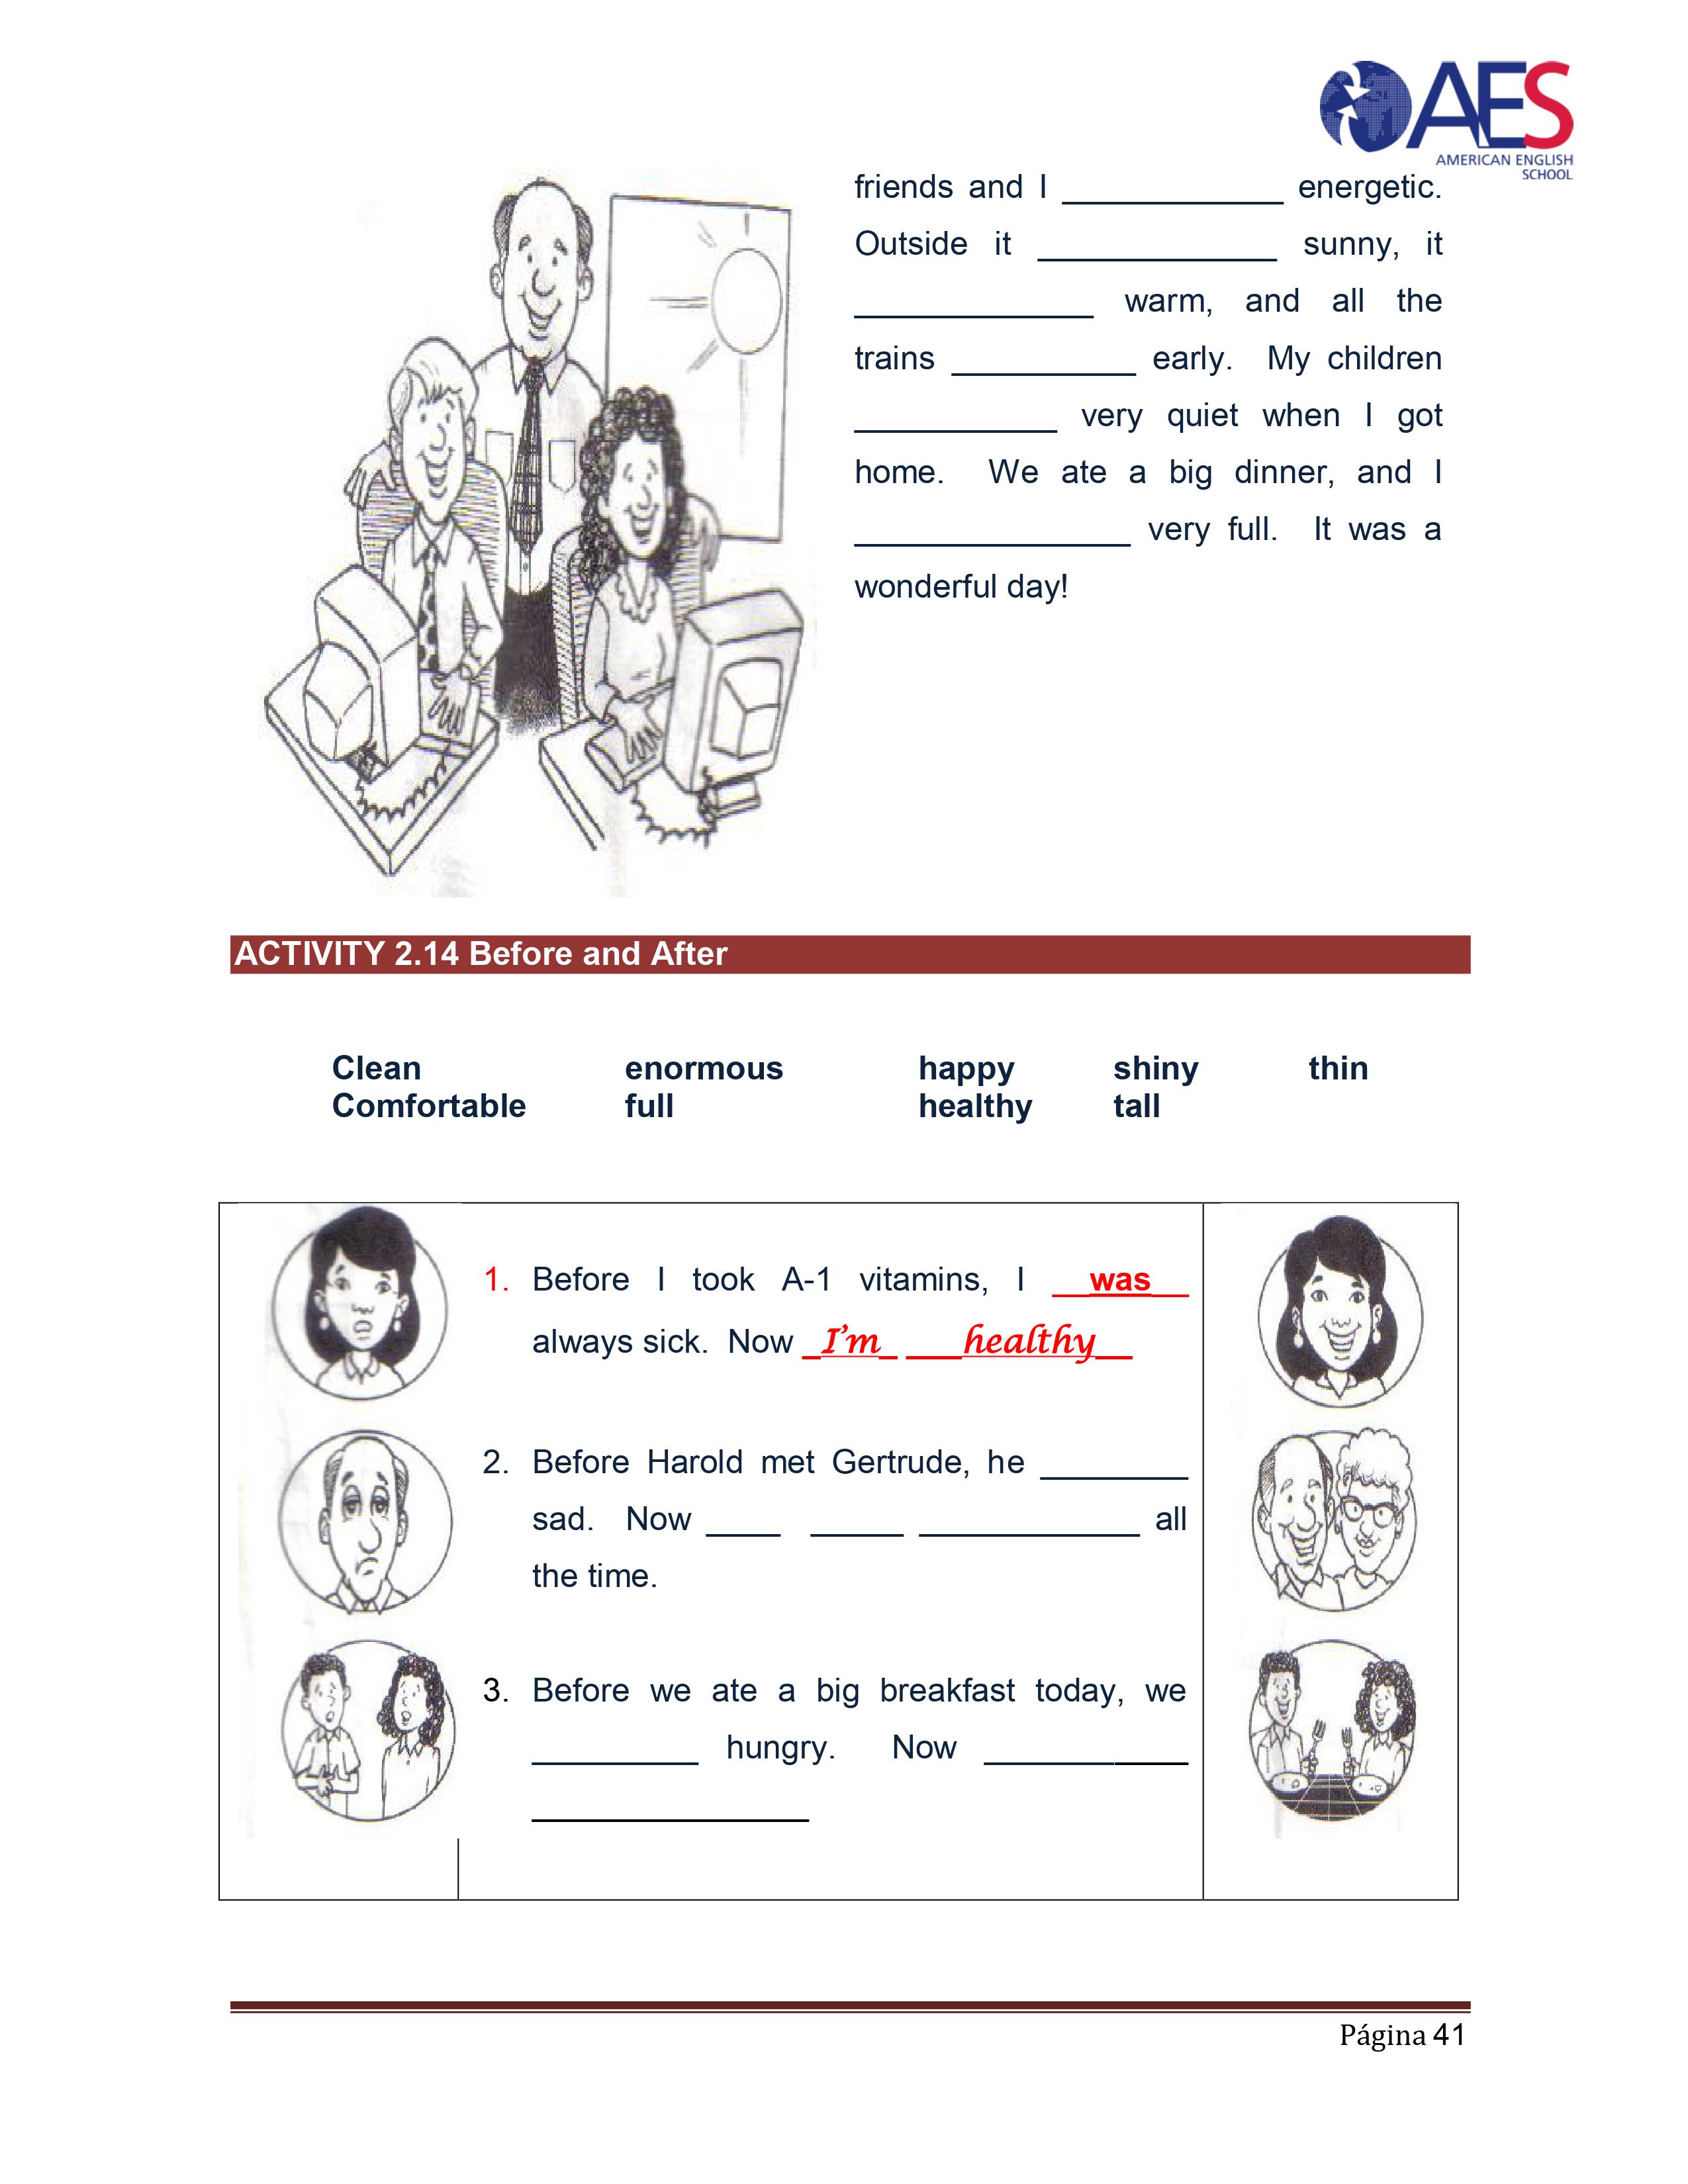 AES
AMERICAN ENGLISH
SCHOOL
friends and I ____________ energetic.
Outside it _____________ sunny, it
_____________ warm, and all the
trains __________ early. My children
___________ very quiet when I got
home. We ate a big dinner, and I
_______________ very full. It was a
wonderful day!
ACTIVITY 2.14 Before and After
Clean enormous happy shiny thin
Comfortable full healthy tall
1. Before I took A-1 vitamins, I __was__
always sick. Now _I'm_ ___healthy__
2. Before Harold met Gertrude, he ________
sad. Now ____ _____ ____________ all
the time.
3. Before we ate a big breakfast today, we
_________ hungry. Now ___________
_______________
Página 41